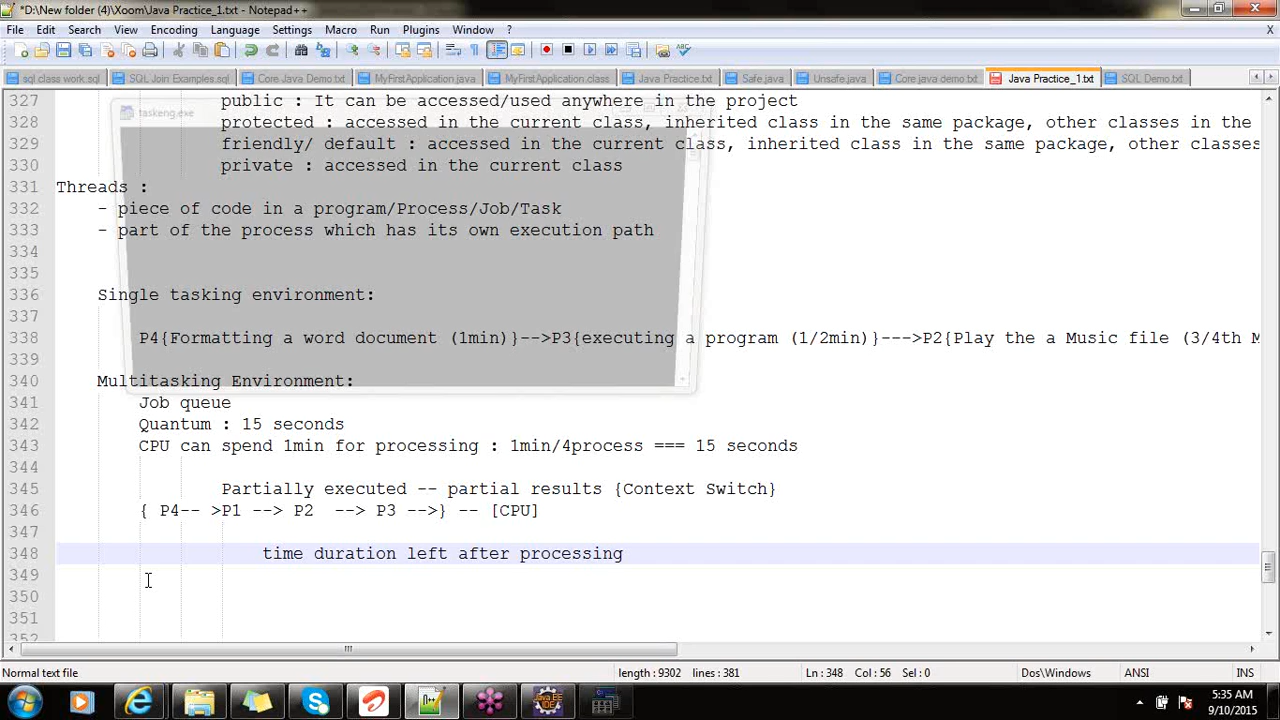 *D:\New folder (4)\Xoom\Java Practice_1.txt - Notepad++
File Edit Search View Encoding Language Settings Macro Run Plugins Window ? X
sql class work.sql SQL Join Examples.sql Core Java Demo.txt MyFirstApplication.java MyFirstApplication.class Java Practice.txt Safe.java Unsafe.java Core java demo.txt Java Practice_1.txt SQL Demo.txt
taskeng.exe
327 public : It can be accessed/used anywhere in the project
328 protected : accessed in the current class, inherited class in the same package, other classes in the
329 friendly/ default : accessed in the current class, inherited class in the same package, other classes
330 private : accessed in the current class
331 Threads :
332 - piece of code in a program/Process/Job/Task
333 - part of the process which has its own execution path
334
335
336 Single tasking environment:
337
338 P4{Formatting a word document (1min)}-->P3{executing a program (1/2min)}--->P2{Play the a Music file (3/4th M
339
340 Multitasking Environment:
341 Job queue
342 Quantum : 15 seconds
343 CPU can spend 1min for processing : 1min/4process === 15 seconds
344
345 Partially executed -- partial results {Context Switch}
346 { P4-- >P1 --> P2 --> P3 -->} -- [CPU]
347
348 time duration left after processing
349
350
351
352
Normal text file length : 9302 lines : 381 Ln : 348 Col : 56 Sel : 0 Dos\Windows ANSI INS
5:35 AM
9/10/2015